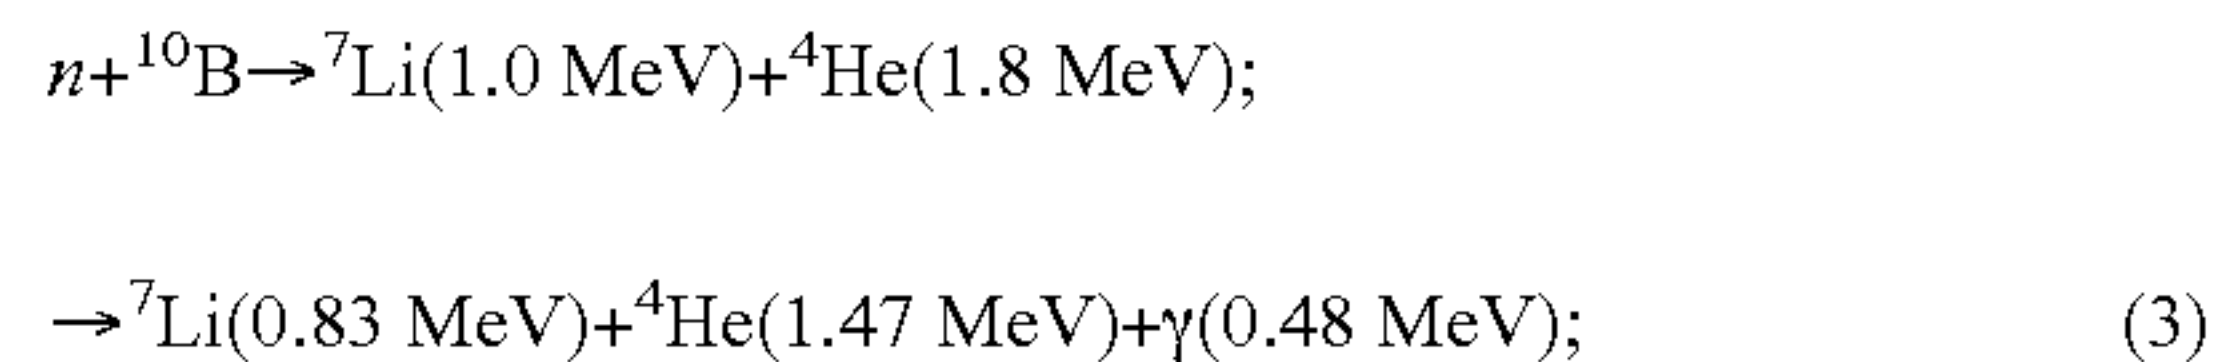 n+¹⁰B→⁷Li(1.0 MeV)+⁴He(1.8 MeV);
→⁷Li(0.83 MeV)+⁴He(1.47 MeV)+γ(0.48 MeV); (3)